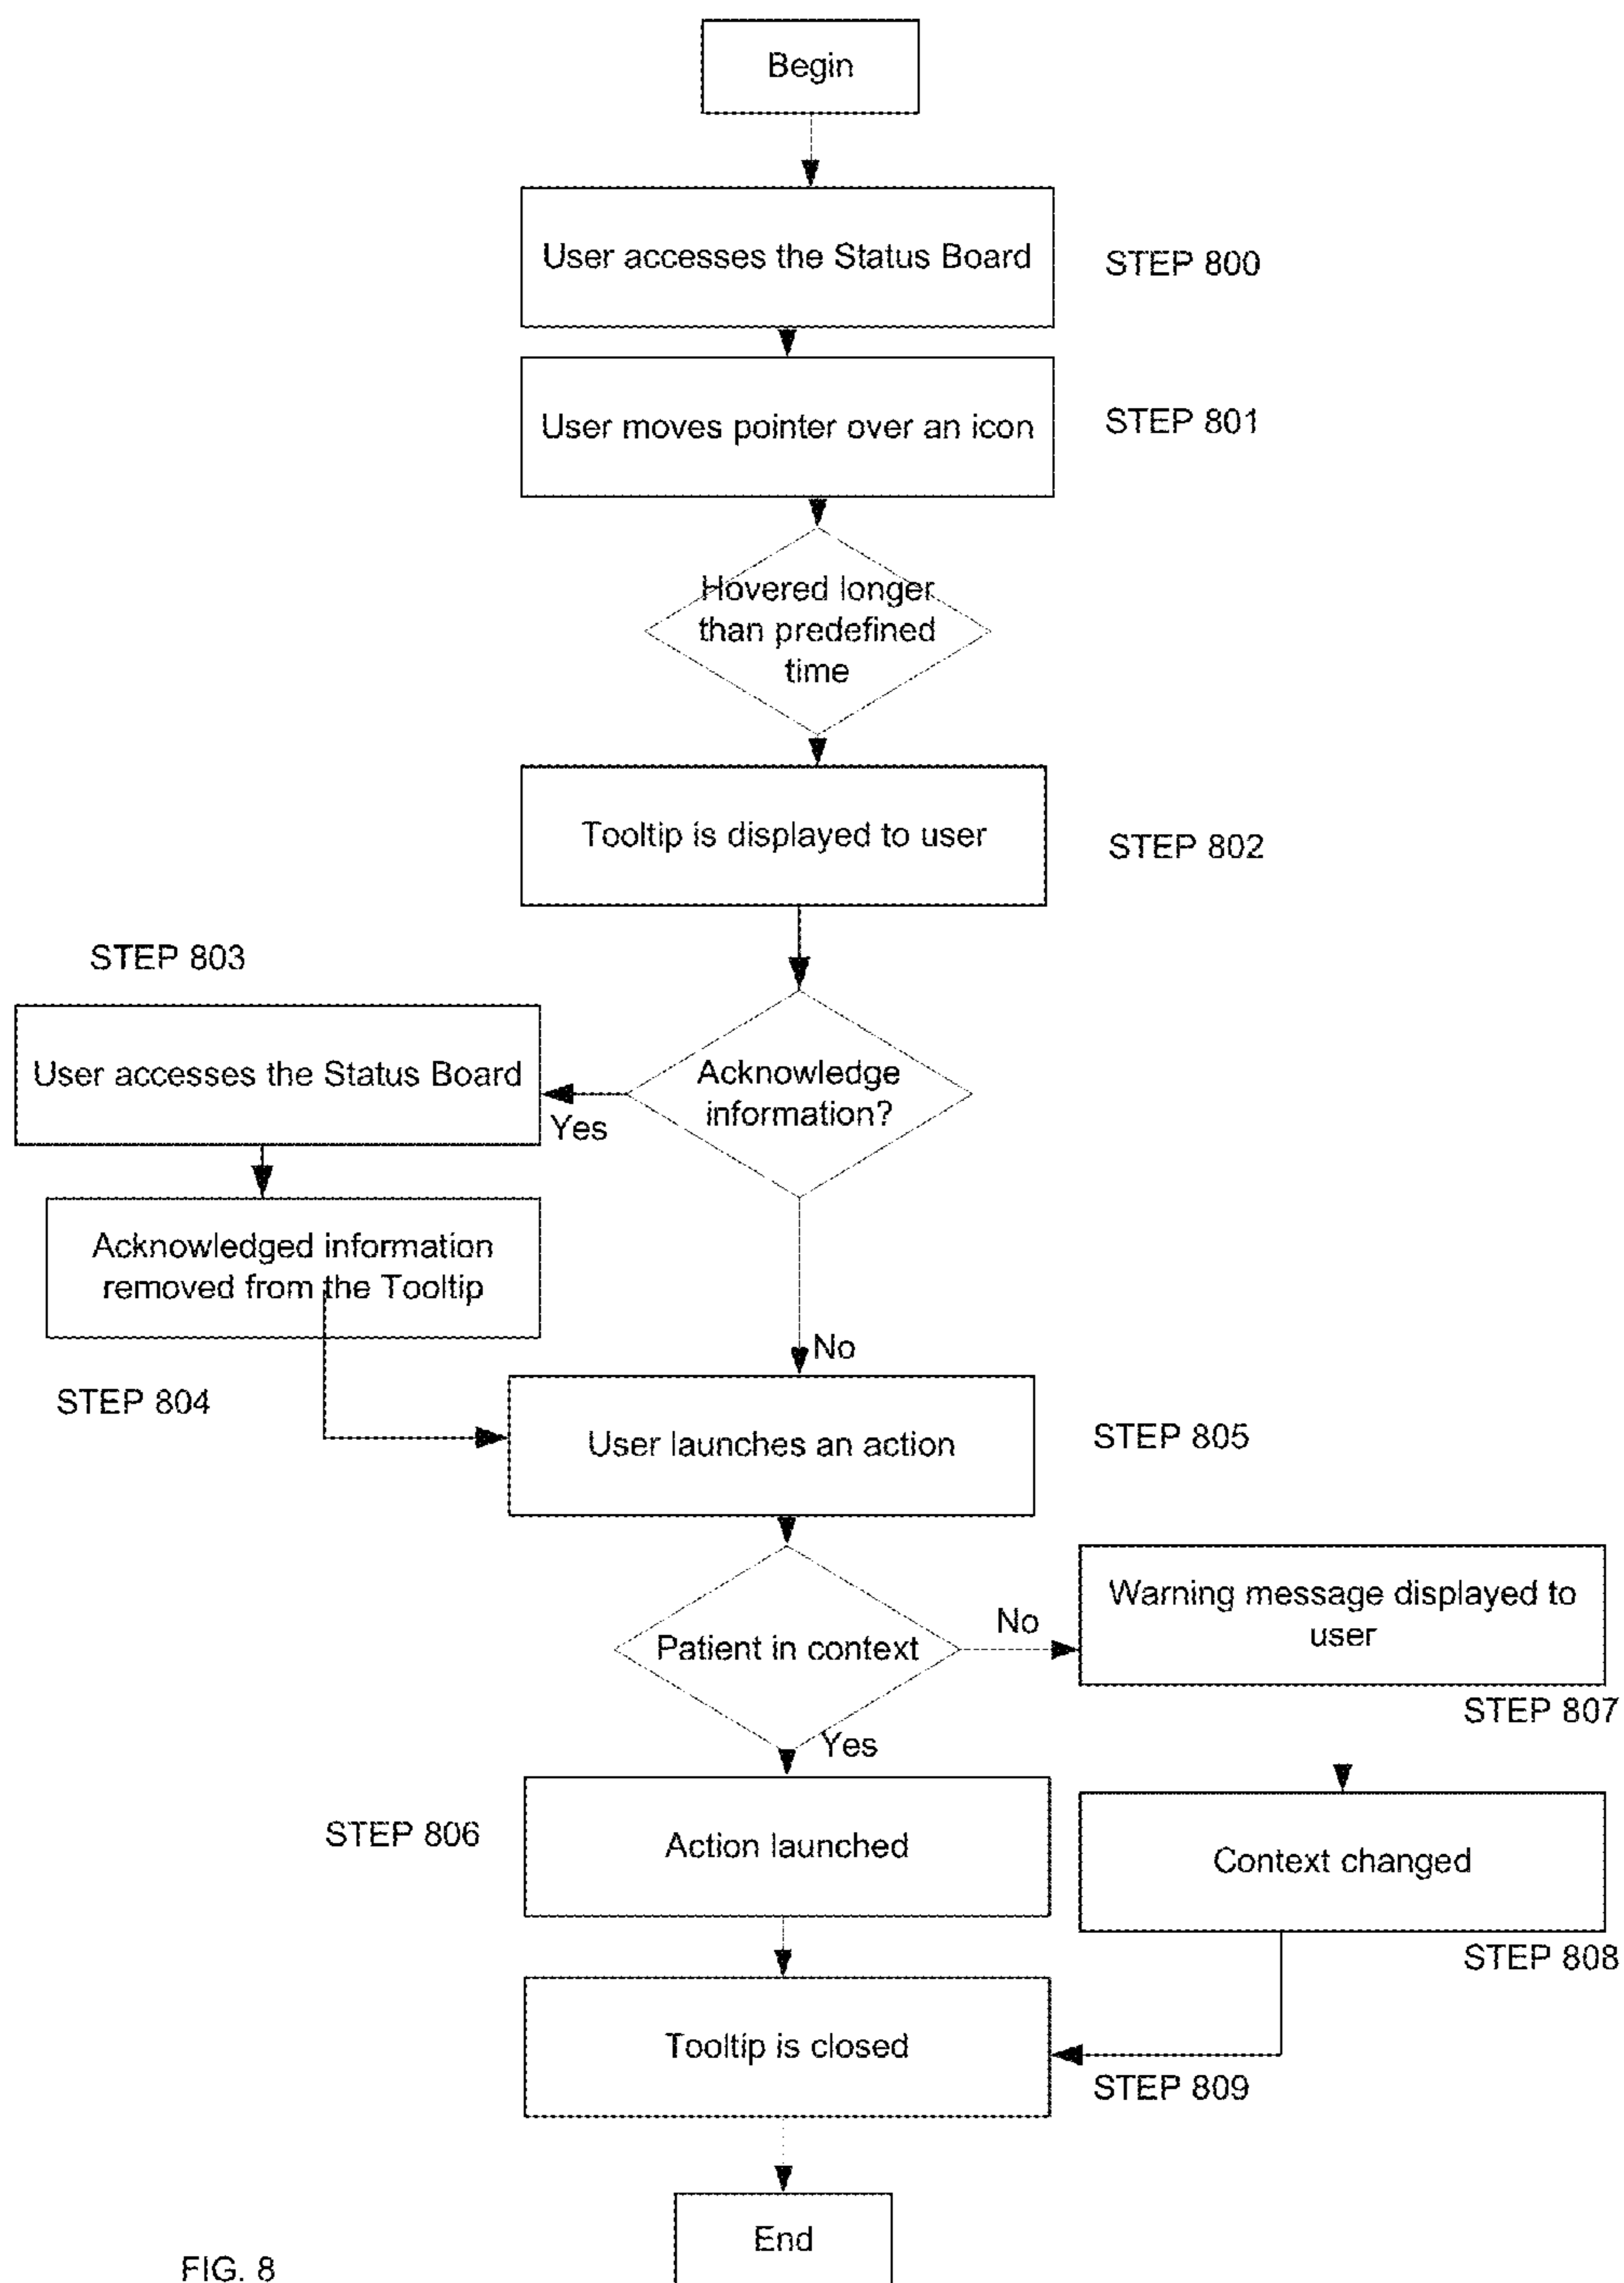 Begin
User accesses the Status Board
STEP 800
User moves pointer over an icon
STEP 801
Hovered longer
than predefined
time
Tooltip is displayed to user
STEP 802
STEP 803
User accesses the Status Board
Acknowledge
information?
Yes
Acknowledged information
removed from the Tooltip
No
STEP 804
User launches an action
STEP 805
Patient in context
No
Warning message displayed to
user
STEP 807
Yes
STEP 806
Action launched
Context changed
STEP 808
Tooltip is closed
STEP 809
End
FIG. 8